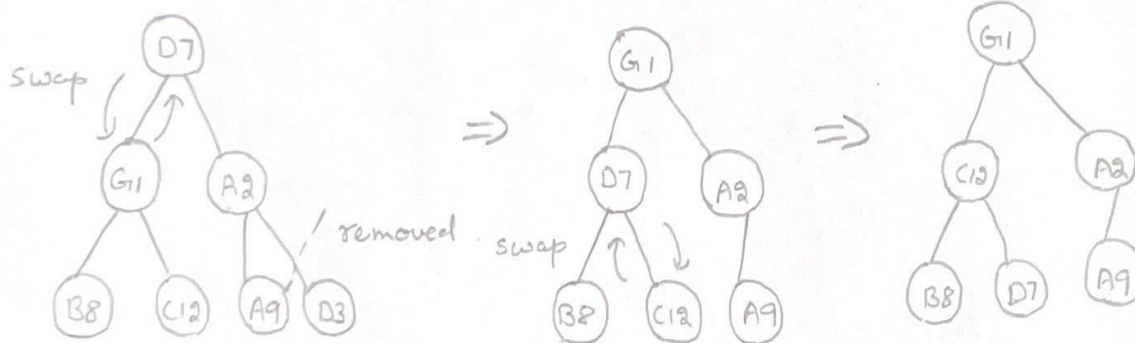 D7
G1
swap
⇒
⇒
G1
D7
A2
C12
A2
G1
A2
removed
swap
B8
C12
A9
D3
B8
C12
A9
B8
D7
A9